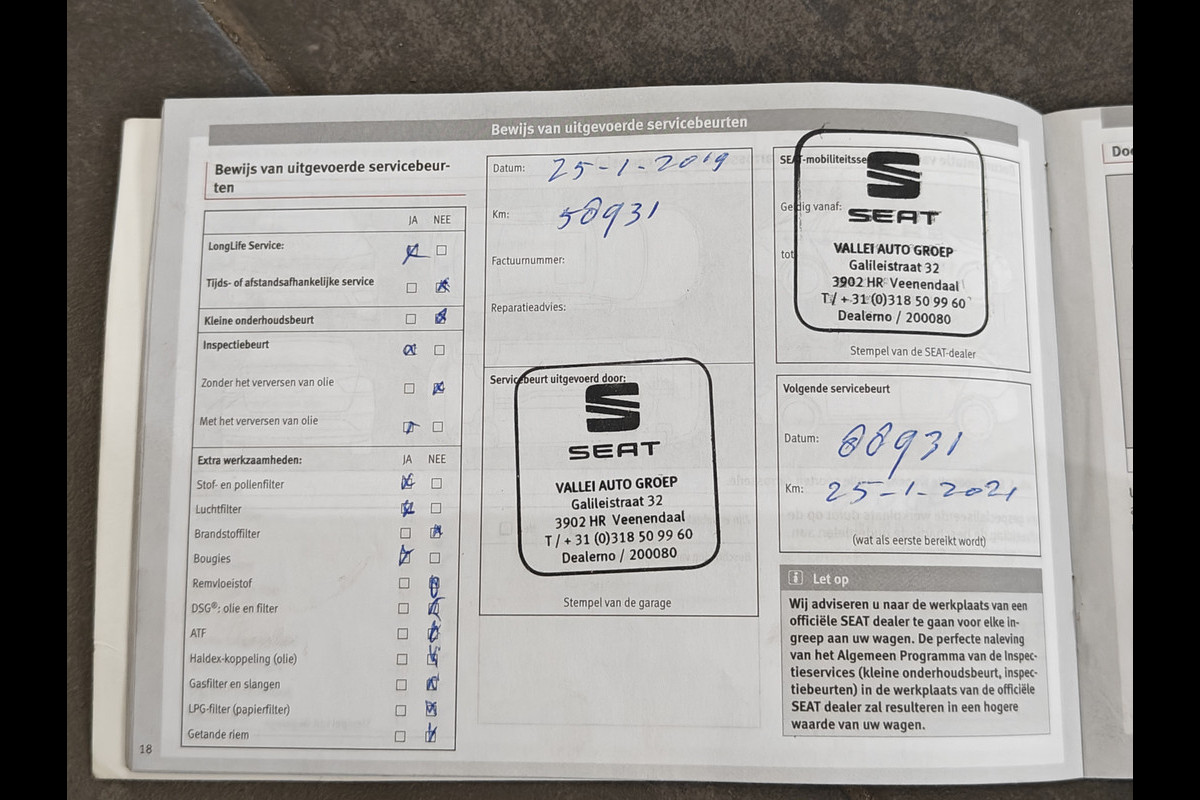 Bewijs van uitgevoerde servicebeurten
Bewijs van uitgevoerde servicebeur-
ten
JA NEE
LongLife Service:
Tijds- of afstandsafhankelijke service
Kleine onderhoudsbeurt
Inspectiebeurt
Zonder het verversen van olie
Met het verversen van olie
Extra werkzaamheden: JA NEE
Stof- en pollenfilter
Luchtfilter
Brandstoffilter
Bougies
Remvloeistof
DSG®: olie en filter
ATF
Haldex-koppeling (olie)
Gasfilter en slangen
LPG-filter (papierfilter)
Getande riem
18
Datum: 25-1-2019
Km: 58931
Factuurnummer:
Reparatieadvies:
Servicebeurt uitgevoerd door:
SEAT
VALLEI AUTO GROEP
Galileistraat 32
3902 HR Veenendaal
T / + 31 (0)318 50 99 60
Dealerno / 200080
Stempel van de garage
SEAT-mobiliteitsse
Geldig vanaf:
tot
SEAT
VALLEI AUTO GROEP
Galileistraat 32
3902 HR Veenendaal
T / + 31 (0)318 50 99 60
Dealerno / 200080
Stempel van de SEAT-dealer
Volgende servicebeurt
Datum: 88931
Km: 25-1-2021
(wat als eerste bereikt wordt)
i Let op
Wij adviseren u naar de werkplaats van een
officiële SEAT dealer te gaan voor elke in-
greep aan uw wagen. De perfecte naleving
van het Algemeen Programma van de Inspec-
tieservices (kleine onderhoudsbeurt, inspec-
tiebeurten) in de werkplaats van de officiële
SEAT dealer zal resulteren in een hogere
waarde van uw wagen.
Do